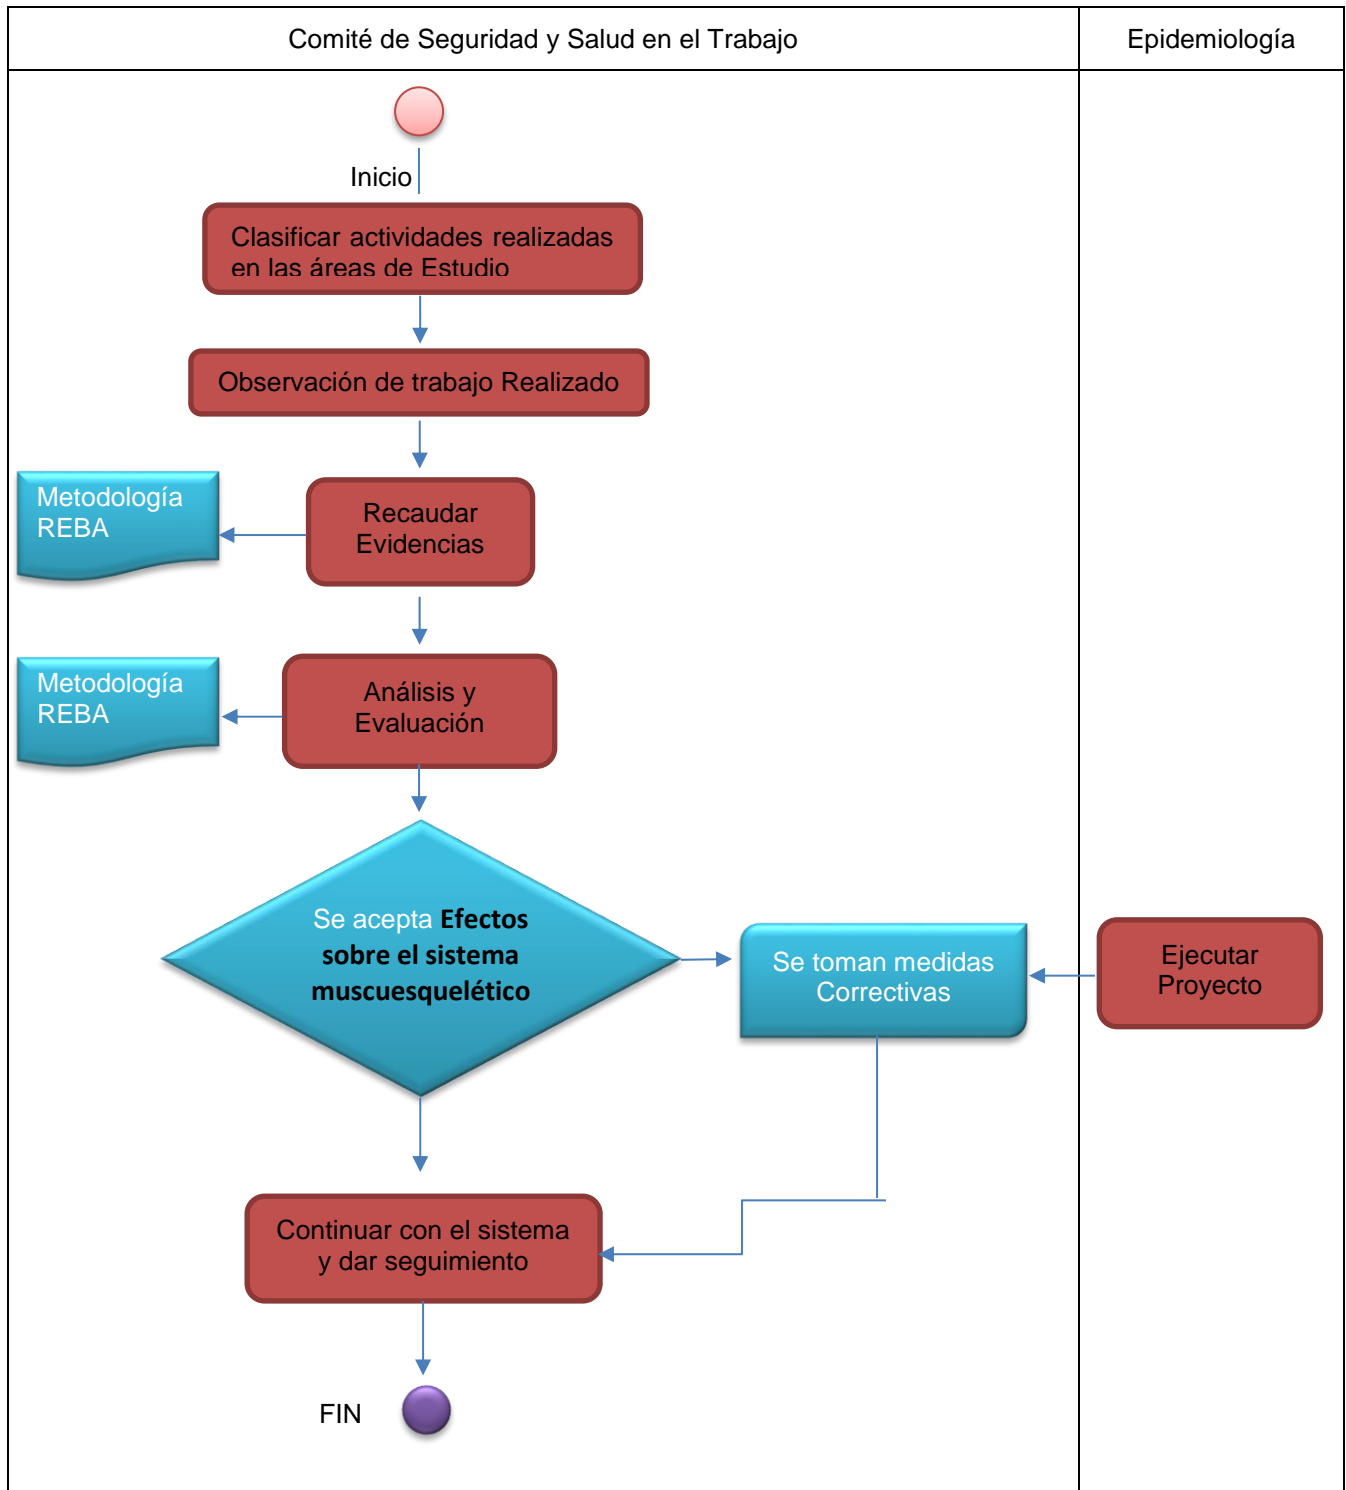 Comité de Seguridad y Salud en el Trabajo
Epidemiología
Inicio
Clasificar actividades realizadas
en las áreas de Estudio
Observación de trabajo Realizado
Metodología
REBA
Recaudar
Evidencias
Metodología
REBA
Análisis y
Evaluación
Se acepta Efectos
sobre el sistema
muscuesquelético
Se toman medidas
Correctivas
Ejecutar
Proyecto
Continuar con el sistema
y dar seguimiento
FIN